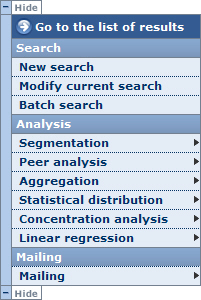 Hide
Go to the list of results
Search
New search
Modify current search
Batch search
Analysis
Segmentation
Peer analysis
Aggregation
Statistical distribution
Concentration analysis
Linear regression
Mailing
Mailing
Hide